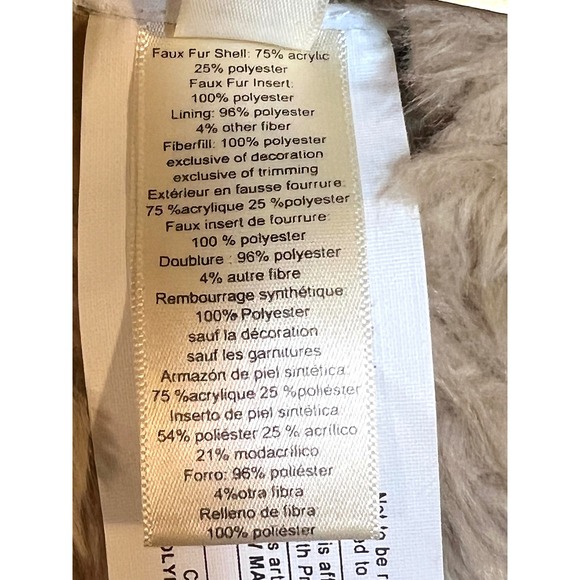 Faux Fur Shell: 75% acrylic
25% polyester
Faux Fur Insert:
100% polyester
Lining: 96% polyester
4% other fiber
Fiberfill: 100% polyester
exclusive of decoration
exclusive of trimming
Extérieur en fausse fourrure:
75 %acrylique 25 %polyester
Faux insert de fourrure:
100 % polyester
Doublure : 96% polyester
4% autre fibre
Rembourrage synthétique:
100% Polyester
sauf la décoration
sauf les garnitures
Armazón de piel sintética:
75 %acrylique 25 %poliéster
Inserto de piel sintética
54% poliéster 25 % acrílico
21% modacrílico
Forro: 96% poliéster
4%otra fibra
Relleno de fibra
100% poliéster
Not to be